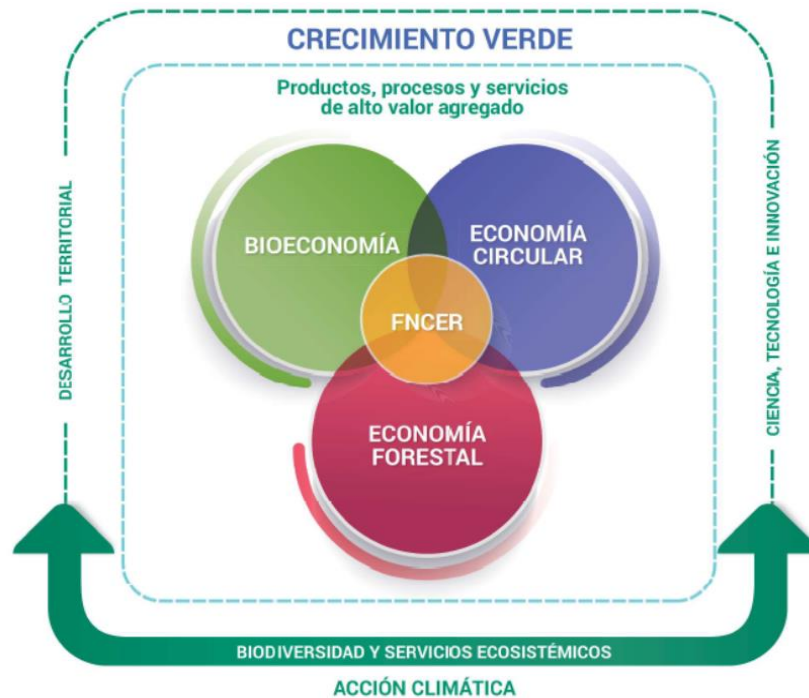 CRECIMIENTO VERDE
Productos, procesos y servicios
de alto valor agregado
DESARROLLO TERRITORIAL
CIENCIA, TECNOLOGÍA E INNOVACIÓN
BIOECONOMÍA
ECONOMÍA
CIRCULAR
FNCER
ECONOMÍA
FORESTAL
BIODIVERSIDAD Y SERVICIOS ECOSISTÉMICOS
ACCIÓN CLIMÁTICA